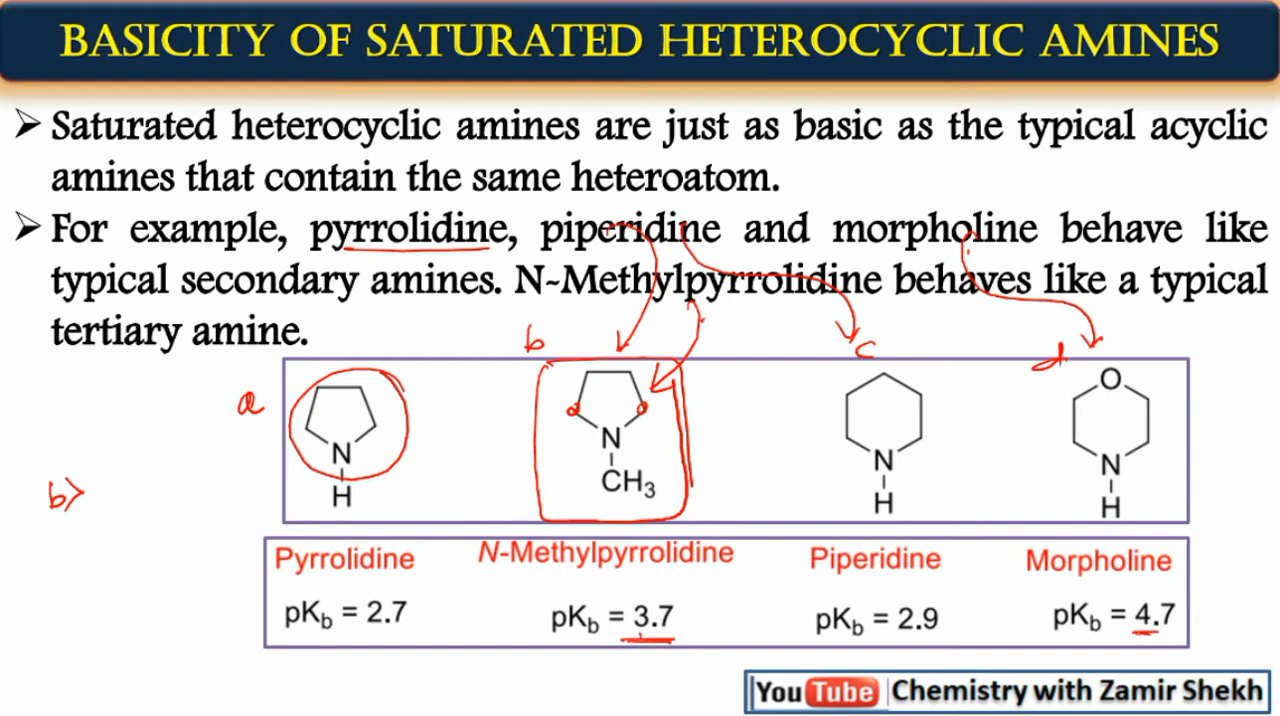 BASICITY OF SATURATED HETEROCYCLIC AMINES
➢ Saturated heterocyclic amines are just as basic as the typical acyclic
amines that contain the same heteroatom.
➢ For example, pyrrolidine, piperidine and morpholine behave like
typical secondary amines. N-Methylpyrrolidine behaves like a typical
tertiary amine.
a b c d
b>
N
H
N
CH₃
N
H
O
N
H
Pyrrolidine N-Methylpyrrolidine Piperidine Morpholine
pKb = 2.7 pKb = 3.7 pKb = 2.9 pKb = 4.7
YouTube Chemistry with Zamir Shekh